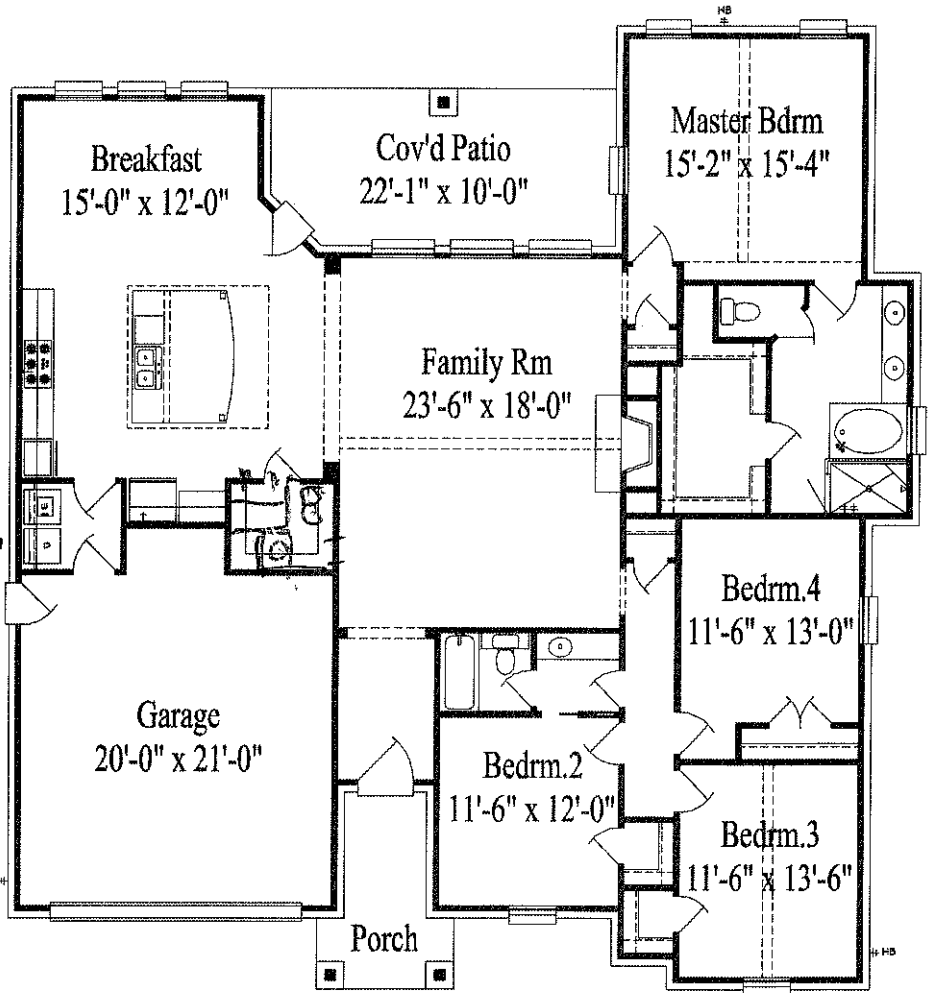 HB
Master Bdrm
15'-2" x 15'-4"
Breakfast
15'-0" x 12'-0"
Cov'd Patio
22'-1" x 10'-0"
Family Rm
23'-6" x 18'-0"
Bedrm.4
11'-6" x 13'-0"
Garage
20'-0" x 21'-0"
Bedrm.2
11'-6" x 12'-0"
Bedrm.3
11'-6" x 13'-6"
Porch
HB